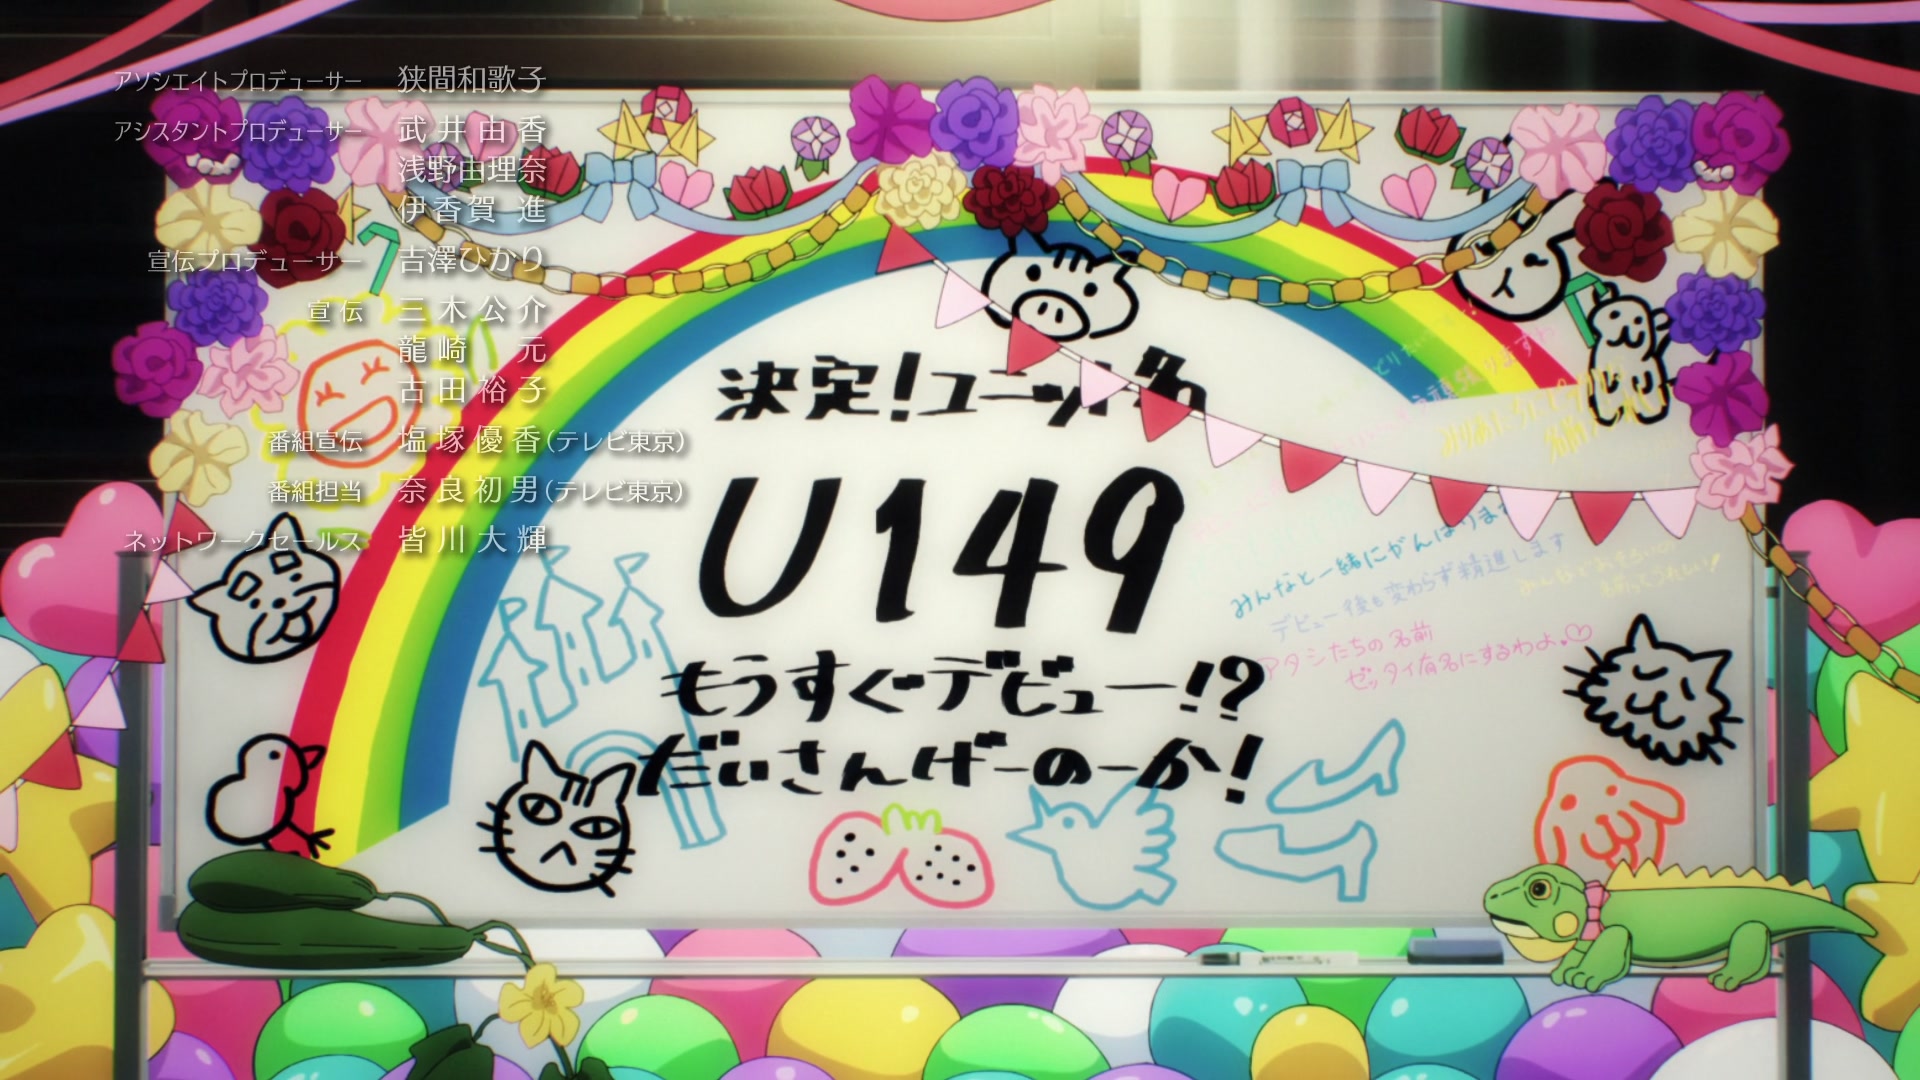 アソシエイトプロデューサー 狭間和歌子
アシスタントプロデューサー 武井由香
浅野由理奈
伊香賀 進
宣伝プロデューサー 吉澤ひかり
宣伝 三木公介
龍崎 元
古田裕子
番組宣伝 塩塚優香(テレビ東京)
番組担当 奈良初男(テレビ東京)
ネットワークセールス 皆川大輝
決定!ユニット名
U149
もうすぐデビュー!?
だいさんげーのーか!
みんなと一緒にがんばります
デビュー後も変わらず精進します
アタシたちの名前
ゼッタイ有名にするわよ♡